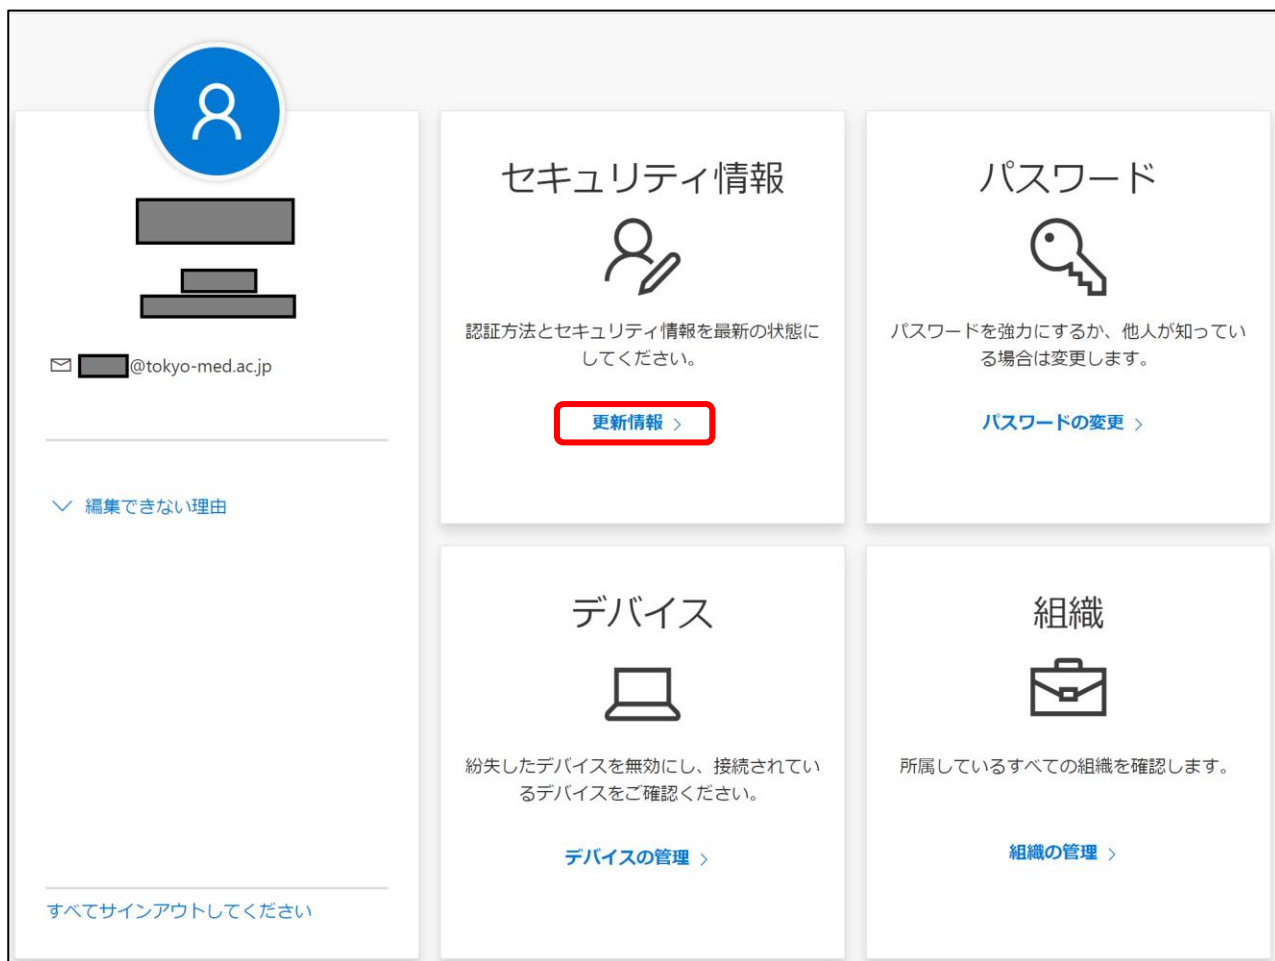 @tokyo-med.ac.jp
編集できない理由
すべてサインアウトしてください
セキュリティ情報
認証方法とセキュリティ情報を最新の状態に
してください。
更新情報
パスワード
パスワードを強力にするか、他人が知ってい
る場合は変更します。
パスワードの変更
デバイス
紛失したデバイスを無効にし、接続されてい
るデバイスをご確認ください。
デバイスの管理
組織
所属しているすべての組織を確認します。
組織の管理